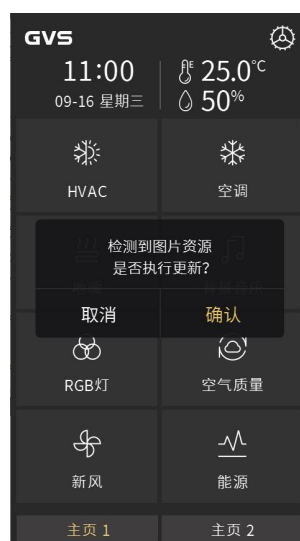 GVS
11:00
09-16 星期三
25.0°C
50%
HVAC
空调
检测到图片资源
是否执行更新?
取消
确认
RGB灯
空气质量
新风
能源
主页 1
主页 2